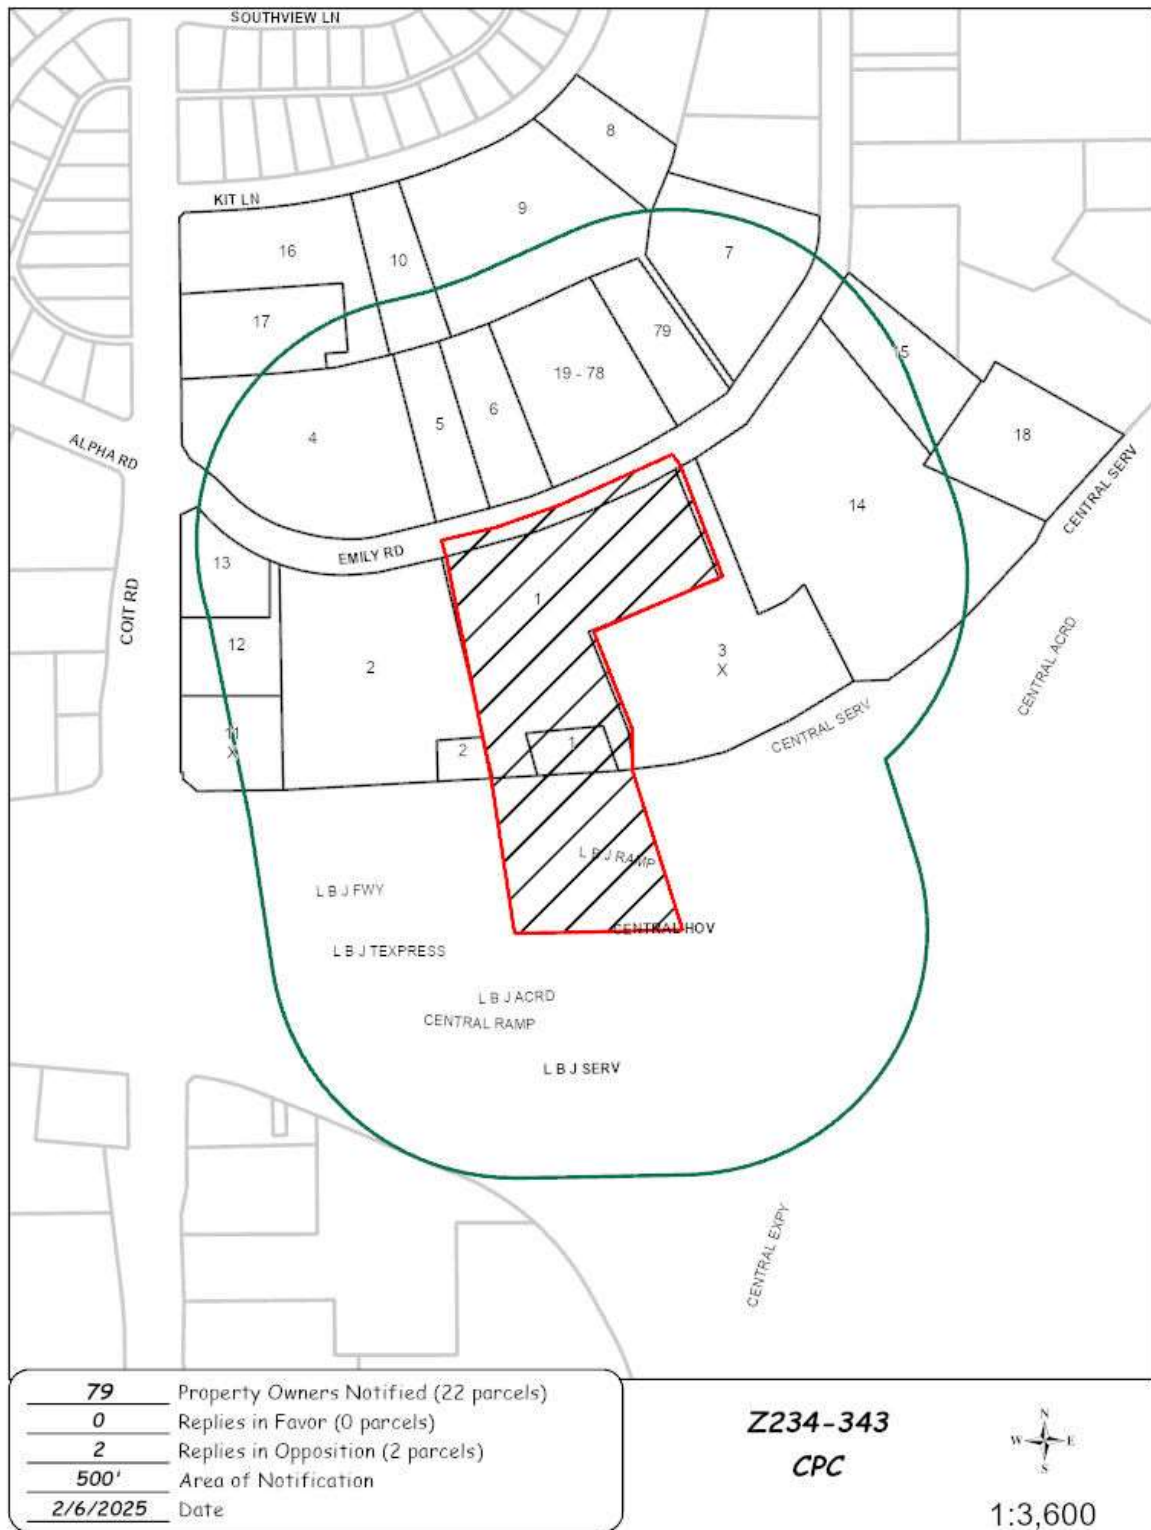 SOUTHVIEW LN
8
KIT LN
9
16
10
7
17
79
15
19 - 78
5
6
4
18
ALPHA RD
CENTRAL SERV
14
EMILY RD
13
COIT RD
1
12
2
3
X
CENTRAL ACRD
11
X
2
1
CENTRAL SERV
L B J RAMP
L B J FWY
CENTRAL HOV
L B J TEXPRESS
L B J ACRD
CENTRAL RAMP
L B J SERV
CENTRAL EXPY
79 Property Owners Notified (22 parcels)
0 Replies in Favor (0 parcels)
2 Replies in Opposition (2 parcels)
500' Area of Notification
2/6/2025 Date
Z234-343
CPC
N
W E
S
1:3,600